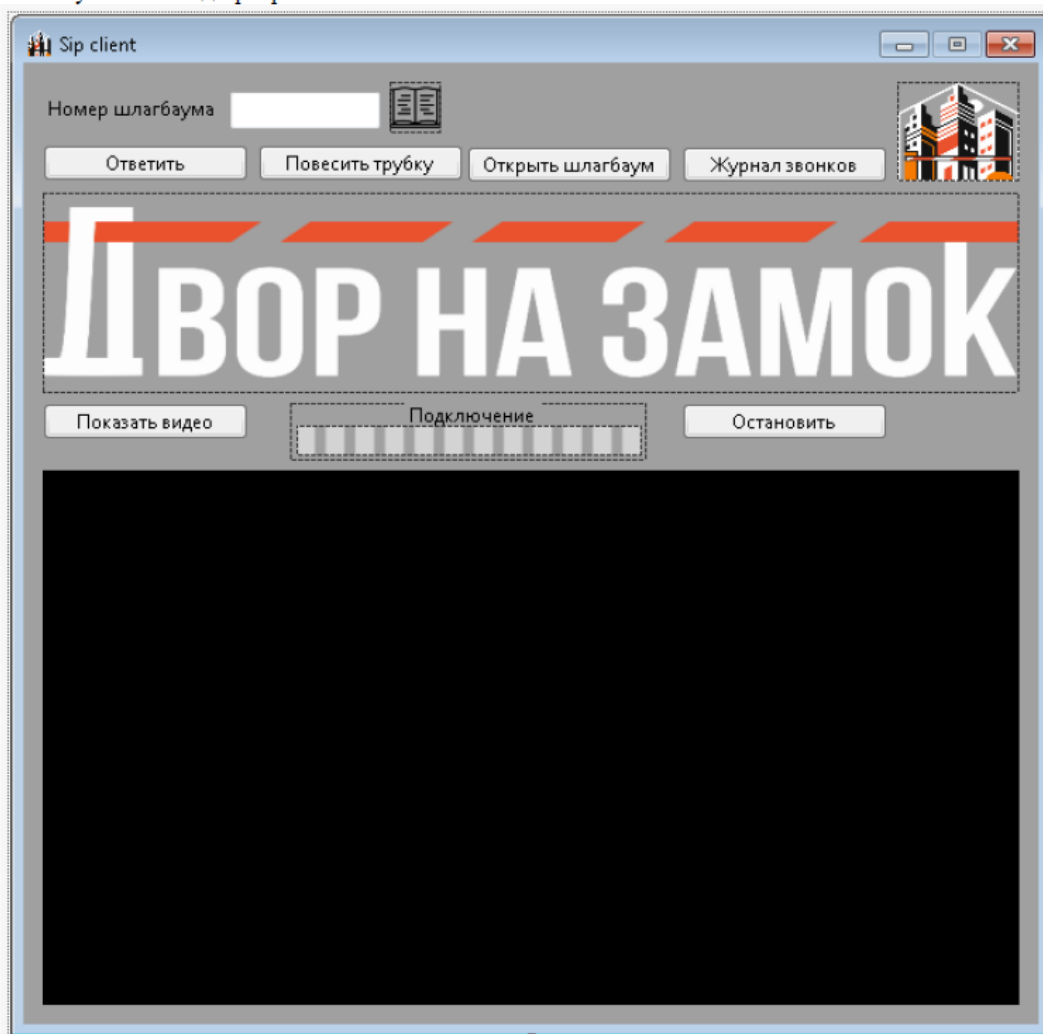 Sip client
Номер шлагбаума
Ответить Повесить трубку Открыть шлагбаум Журнал звонков
ДВОР НА ЗАМОК
Показать видео Подключение Остановить